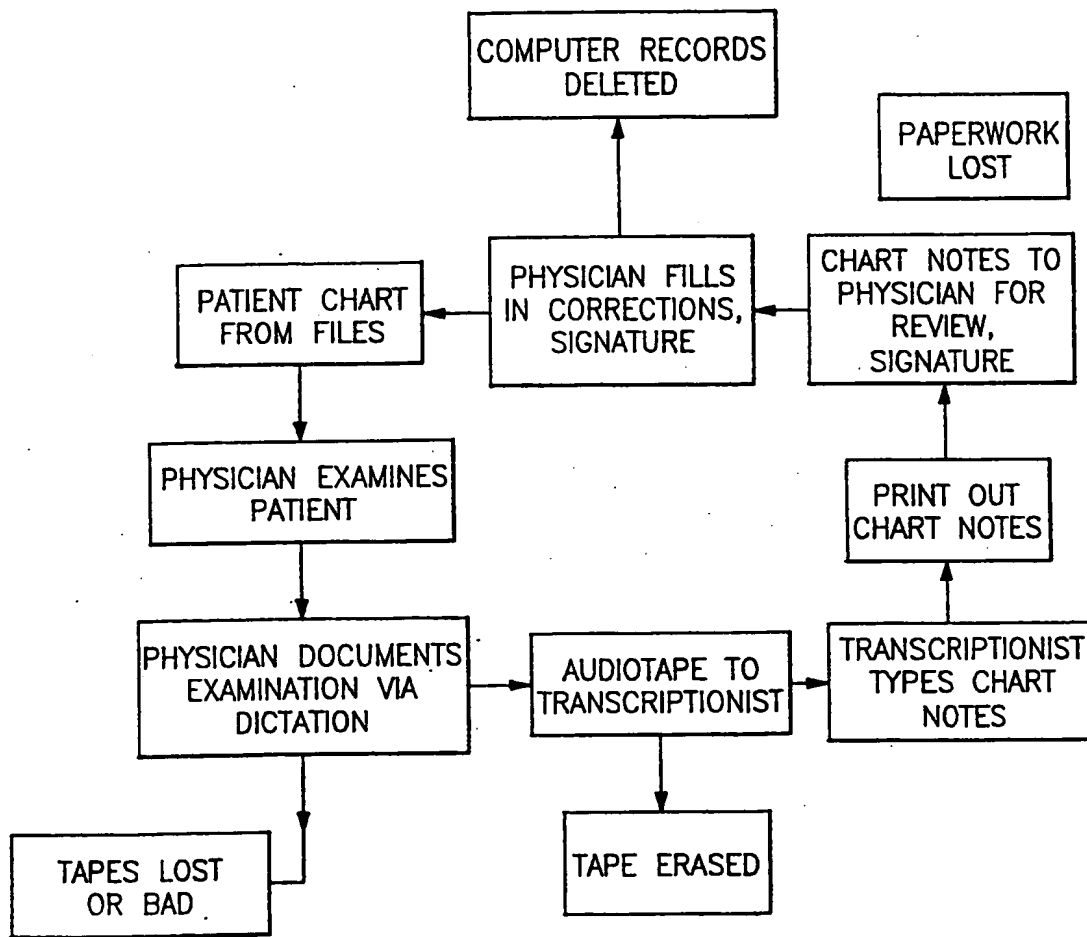 COMPUTER RECORDS
DELETED
PAPERWORK
LOST
PATIENT CHART
FROM FILES
PHYSICIAN FILLS
IN CORRECTIONS,
SIGNATURE
CHART NOTES TO
PHYSICIAN FOR
REVIEW,
SIGNATURE
PHYSICIAN EXAMINES
PATIENT
PRINT OUT
CHART NOTES
PHYSICIAN DOCUMENTS
EXAMINATION VIA
DICTATION
AUDIOTAPE TO
TRANSCRIPTIONIST
TRANSCRIPTIONIST
TYPES CHART
NOTES
TAPES LOST
OR BAD
TAPE ERASED